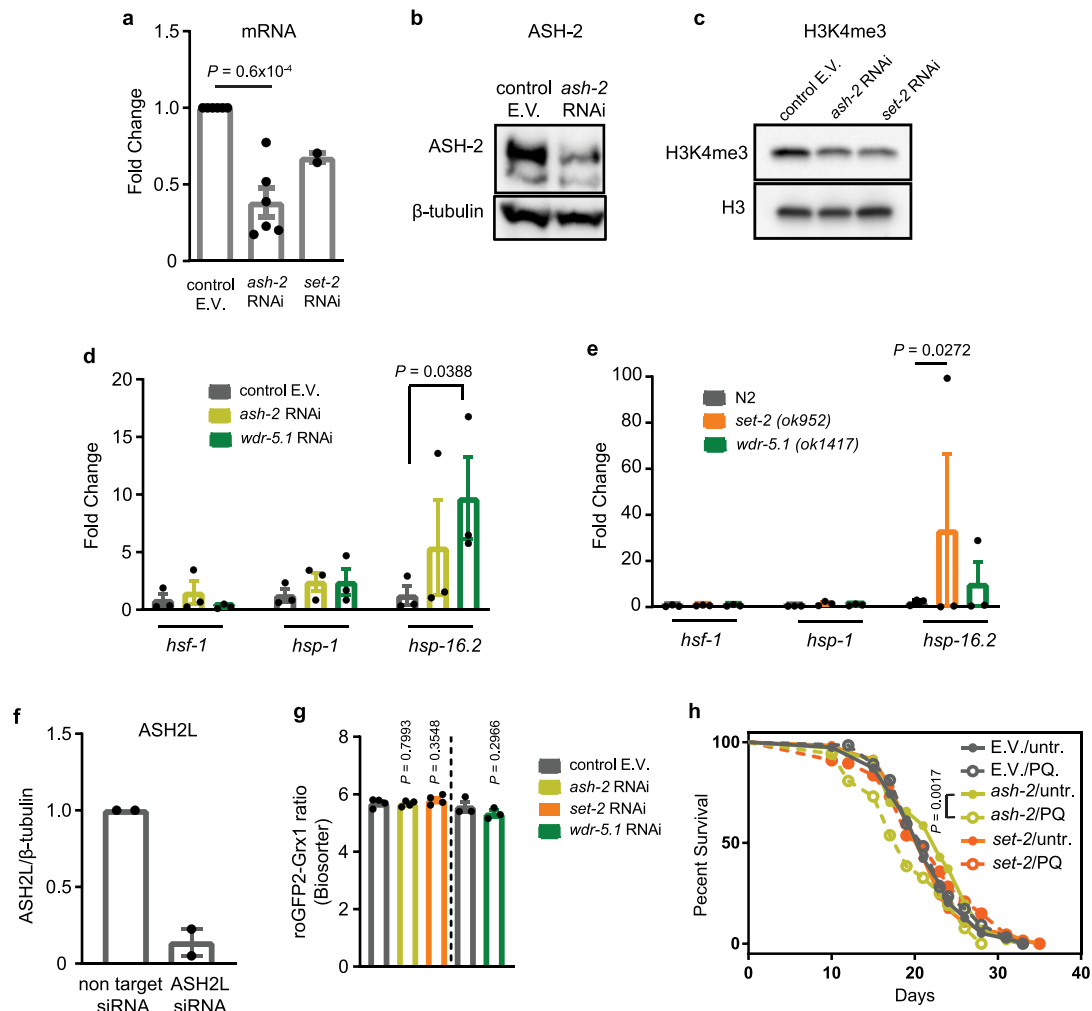 a
mRNA
P = 0.6x10⁻⁴
Fold Change
1.0
0.5
0
control E.V.
ash-2 RNAi
set-2 RNAi
b
ASH-2
control E.V.
ash-2 RNAi
ASH-2
β-tubulin
c
H3K4me3
control E.V.
ash-2 RNAi
set-2 RNAi
H3K4me3
H3
d
P = 0.0388
control E.V.
ash-2 RNAi
wdr-5.1 RNAi
Fold Change
20
15
10
5
0
hsf-1
hsp-1
hsp-16.2
e
P = 0.0272
N2
set-2 (ok952)
wdr-5.1 (ok1417)
Fold Change
100
80
60
40
20
0
hsf-1
hsp-1
hsp-16.2
f
ASH2L
ASH2L/β-tubulin
1.5
1.0
0.5
0
non target siRNA
ASH2L siRNA
g
P = 0.7993
P = 0.3548
P = 0.2966
control E.V.
ash-2 RNAi
set-2 RNAi
wdr-5.1 RNAi
roGFP2-Grx1 ratio (Biosorter)
8
6
4
2
0
h
E.V./untr.
E.V./PQ.
ash-2/untr.
ash-2/PQ
set-2/untr.
set-2/PQ
P = 0.0017
Pecent Survival
100
50
0
0
10
20
30
40
Days